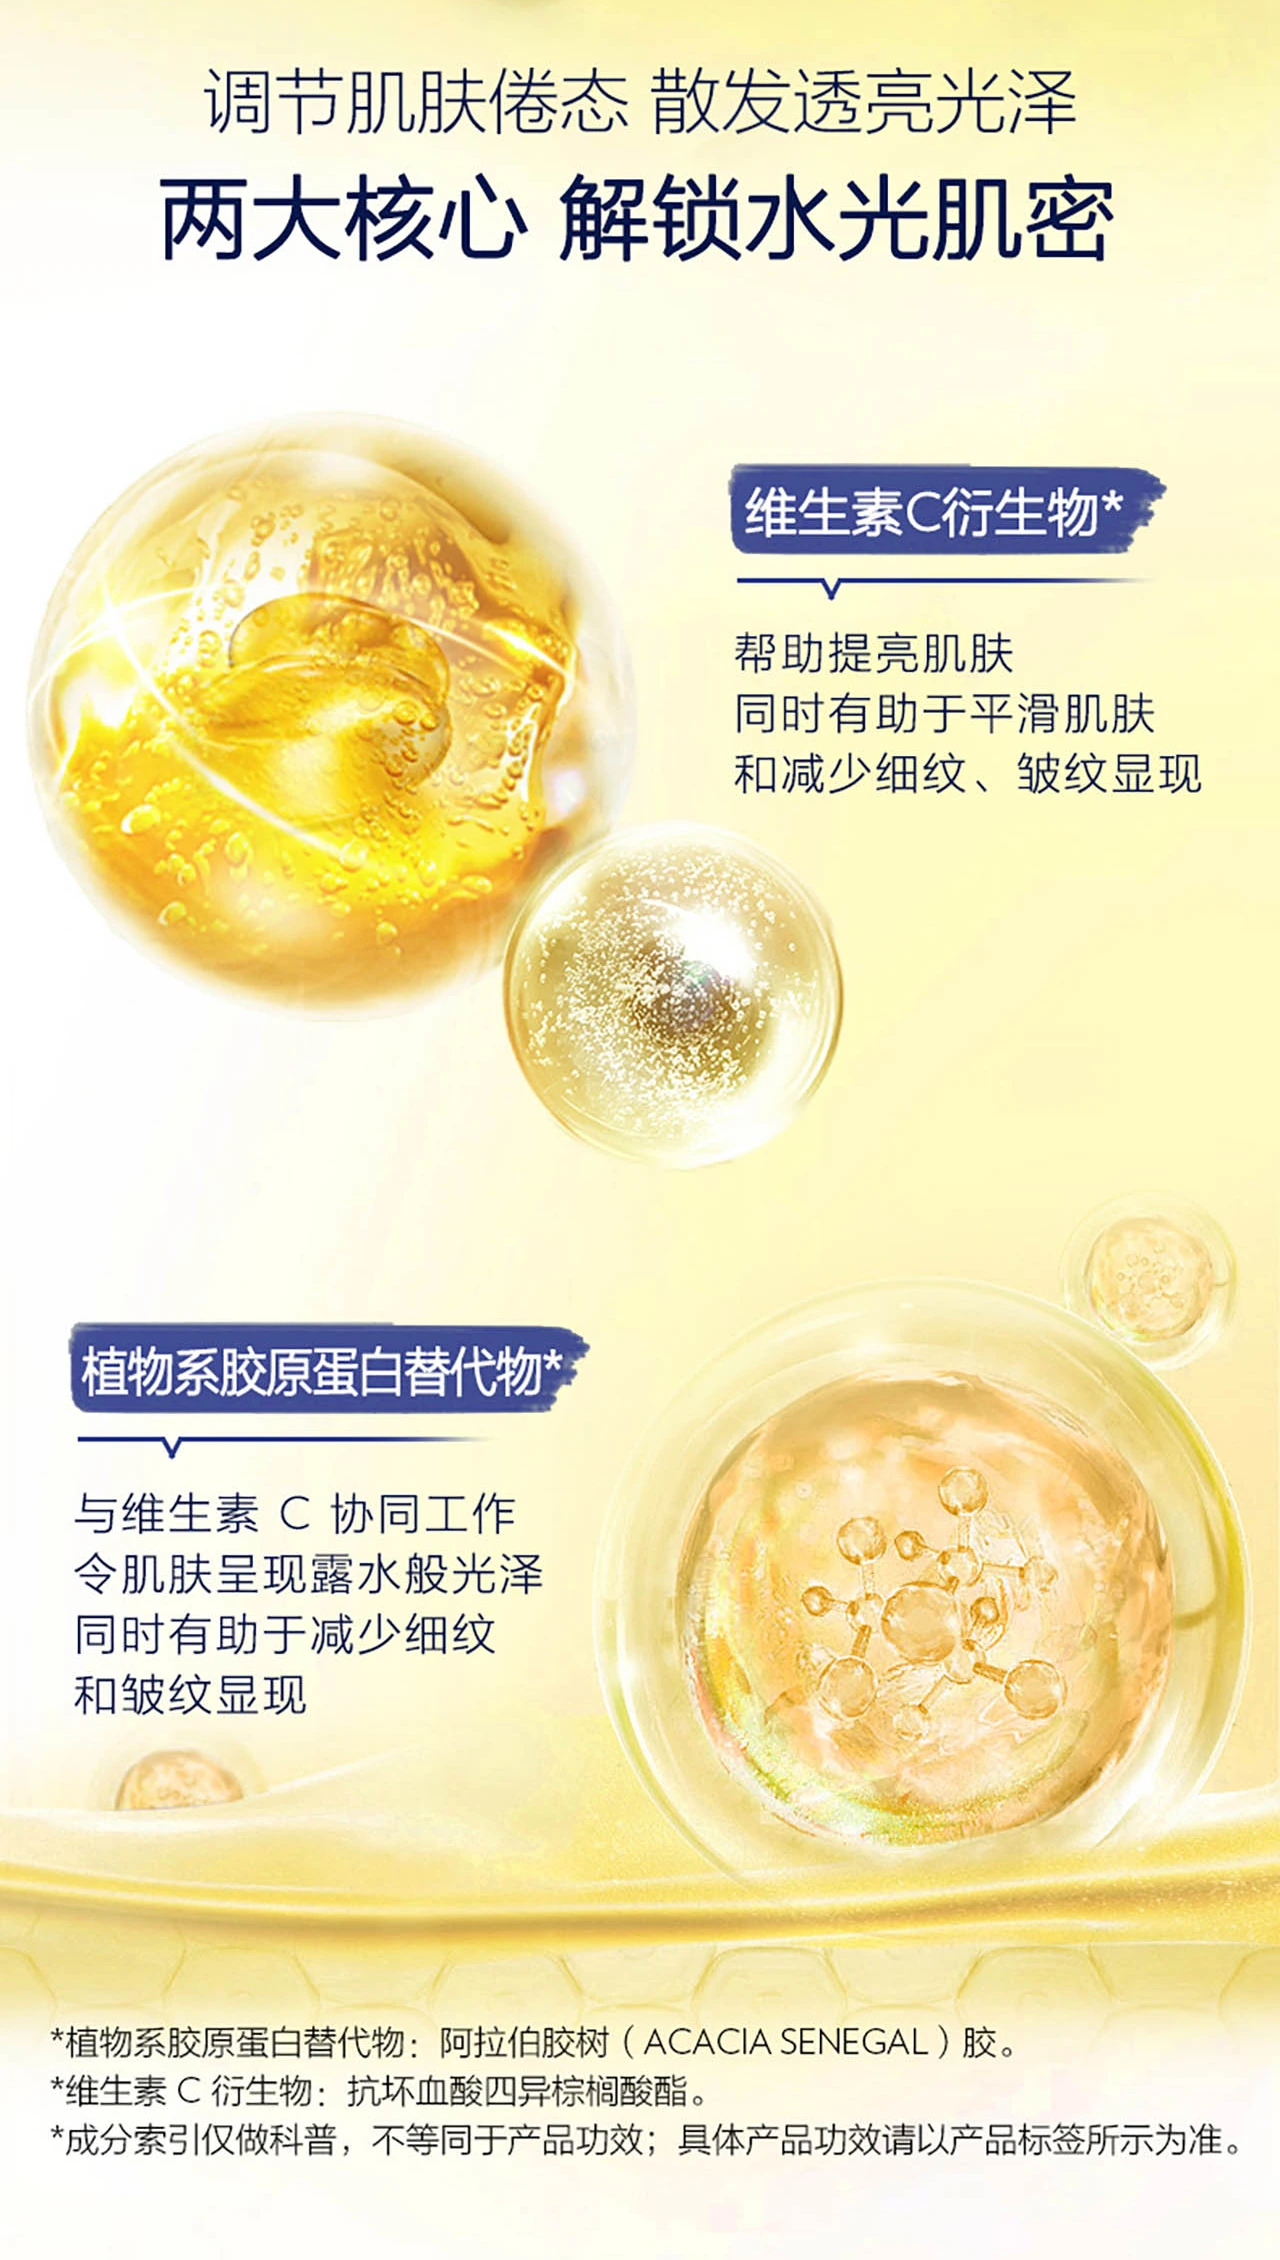 调节肌肤倦态 散发透亮光泽
两大核心 解锁水光肌密
维生素C衍生物*
帮助提亮肌肤
同时有助于平滑肌肤
和减少细纹、皱纹显现
植物系胶原蛋白替代物*
与维生素 C 协同工作
令肌肤呈现露水般光泽
同时有助于减少细纹
和皱纹显现
*植物系胶原蛋白替代物：阿拉伯胶树（ACACIA SENEGAL）胶。
*维生素 C 衍生物：抗坏血酸四异棕榈酸酯。
*成分索引仅做科普，不等同于产品功效；具体产品功效请以产品标签所示为准。